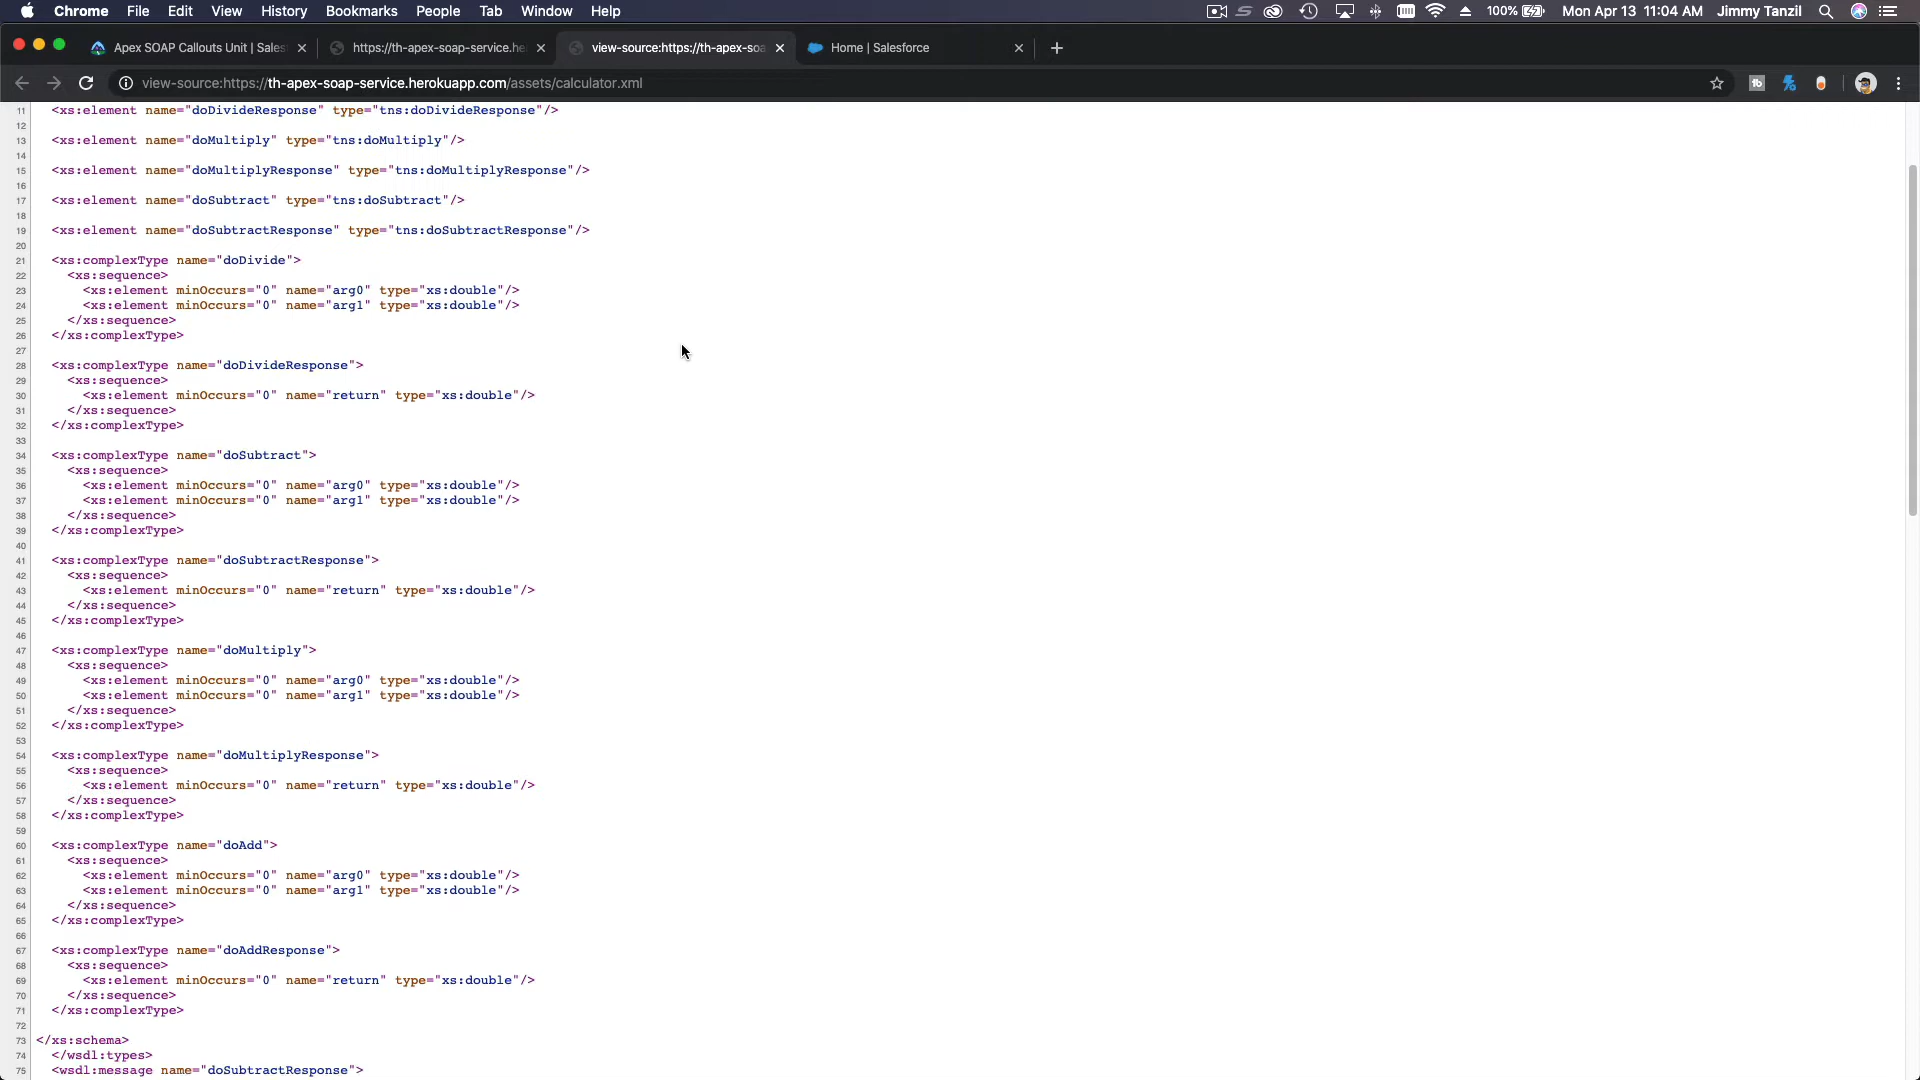 Chrome File Edit View History Bookmarks People Tab Window Help 100% Mon Apr 13 11:04 AM Jimmy Tanzil
Apex SOAP Callouts Unit | Sales https://th-apex-soap-service.he view-source:https://th-apex-soa Home | Salesforce
view-source:https://th-apex-soap-service.herokuapp.com/assets/calculator.xml
11 <xs:element name="doDivideResponse" type="tns:doDivideResponse"/>
12
13 <xs:element name="doMultiply" type="tns:doMultiply"/>
14
15 <xs:element name="doMultiplyResponse" type="tns:doMultiplyResponse"/>
16
17 <xs:element name="doSubtract" type="tns:doSubtract"/>
18
19 <xs:element name="doSubtractResponse" type="tns:doSubtractResponse"/>
20
21 <xs:complexType name="doDivide">
22 <xs:sequence>
23 <xs:element minOccurs="0" name="arg0" type="xs:double"/>
24 <xs:element minOccurs="0" name="arg1" type="xs:double"/>
25 </xs:sequence>
26 </xs:complexType>
27
28 <xs:complexType name="doDivideResponse">
29 <xs:sequence>
30 <xs:element minOccurs="0" name="return" type="xs:double"/>
31 </xs:sequence>
32 </xs:complexType>
33
34 <xs:complexType name="doSubtract">
35 <xs:sequence>
36 <xs:element minOccurs="0" name="arg0" type="xs:double"/>
37 <xs:element minOccurs="0" name="arg1" type="xs:double"/>
38 </xs:sequence>
39 </xs:complexType>
40
41 <xs:complexType name="doSubtractResponse">
42 <xs:sequence>
43 <xs:element minOccurs="0" name="return" type="xs:double"/>
44 </xs:sequence>
45 </xs:complexType>
46
47 <xs:complexType name="doMultiply">
48 <xs:sequence>
49 <xs:element minOccurs="0" name="arg0" type="xs:double"/>
50 <xs:element minOccurs="0" name="arg1" type="xs:double"/>
51 </xs:sequence>
52 </xs:complexType>
53
54 <xs:complexType name="doMultiplyResponse">
55 <xs:sequence>
56 <xs:element minOccurs="0" name="return" type="xs:double"/>
57 </xs:sequence>
58 </xs:complexType>
59
60 <xs:complexType name="doAdd">
61 <xs:sequence>
62 <xs:element minOccurs="0" name="arg0" type="xs:double"/>
63 <xs:element minOccurs="0" name="arg1" type="xs:double"/>
64 </xs:sequence>
65 </xs:complexType>
66
67 <xs:complexType name="doAddResponse">
68 <xs:sequence>
69 <xs:element minOccurs="0" name="return" type="xs:double"/>
70 </xs:sequence>
71 </xs:complexType>
72
73 </xs:schema>
74 </wsdl:types>
75 <wsdl:message name="doSubtractResponse">